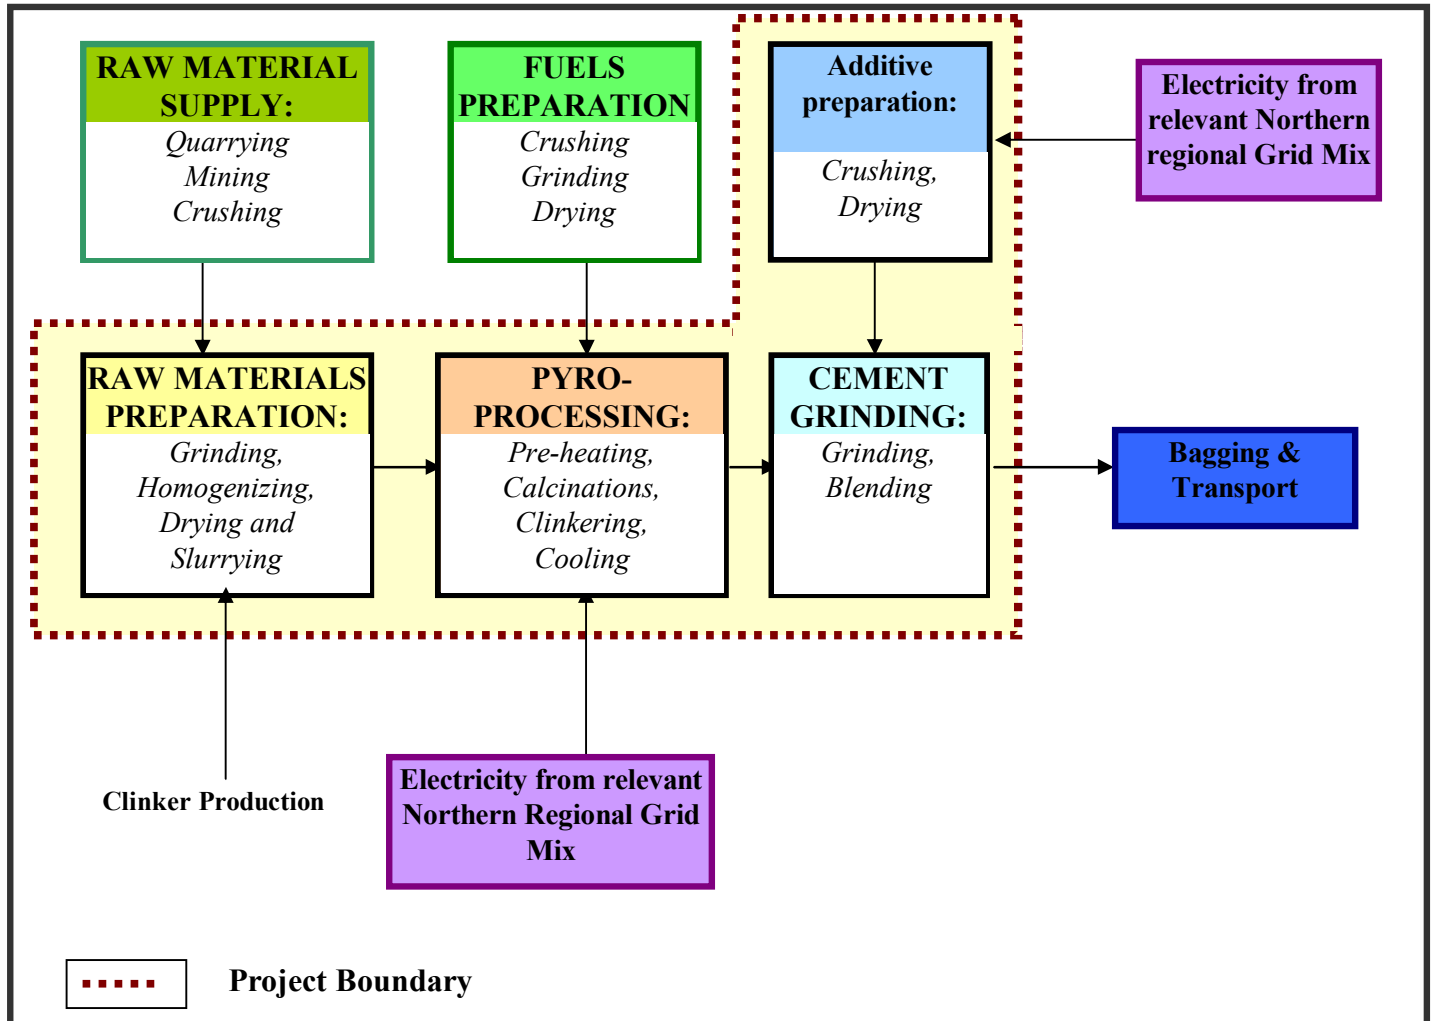 RAW MATERIAL
SUPPLY:
Quarrying
Mining
Crushing
FUELS
PREPARATION
Crushing
Grinding
Drying
Additive
preparation:
Crushing,
Drying
Electricity from
relevant Northern
regional Grid Mix
RAW MATERIALS
PREPARATION:
Grinding,
Homogenizing,
Drying and
Slurrying
PYRO-
PROCESSING:
Pre-heating,
Calcinations,
Clinkering,
Cooling
CEMENT
GRINDING:
Grinding,
Blending
Bagging &
Transport
Clinker Production
Electricity from relevant
Northern Regional Grid
Mix
Project Boundary